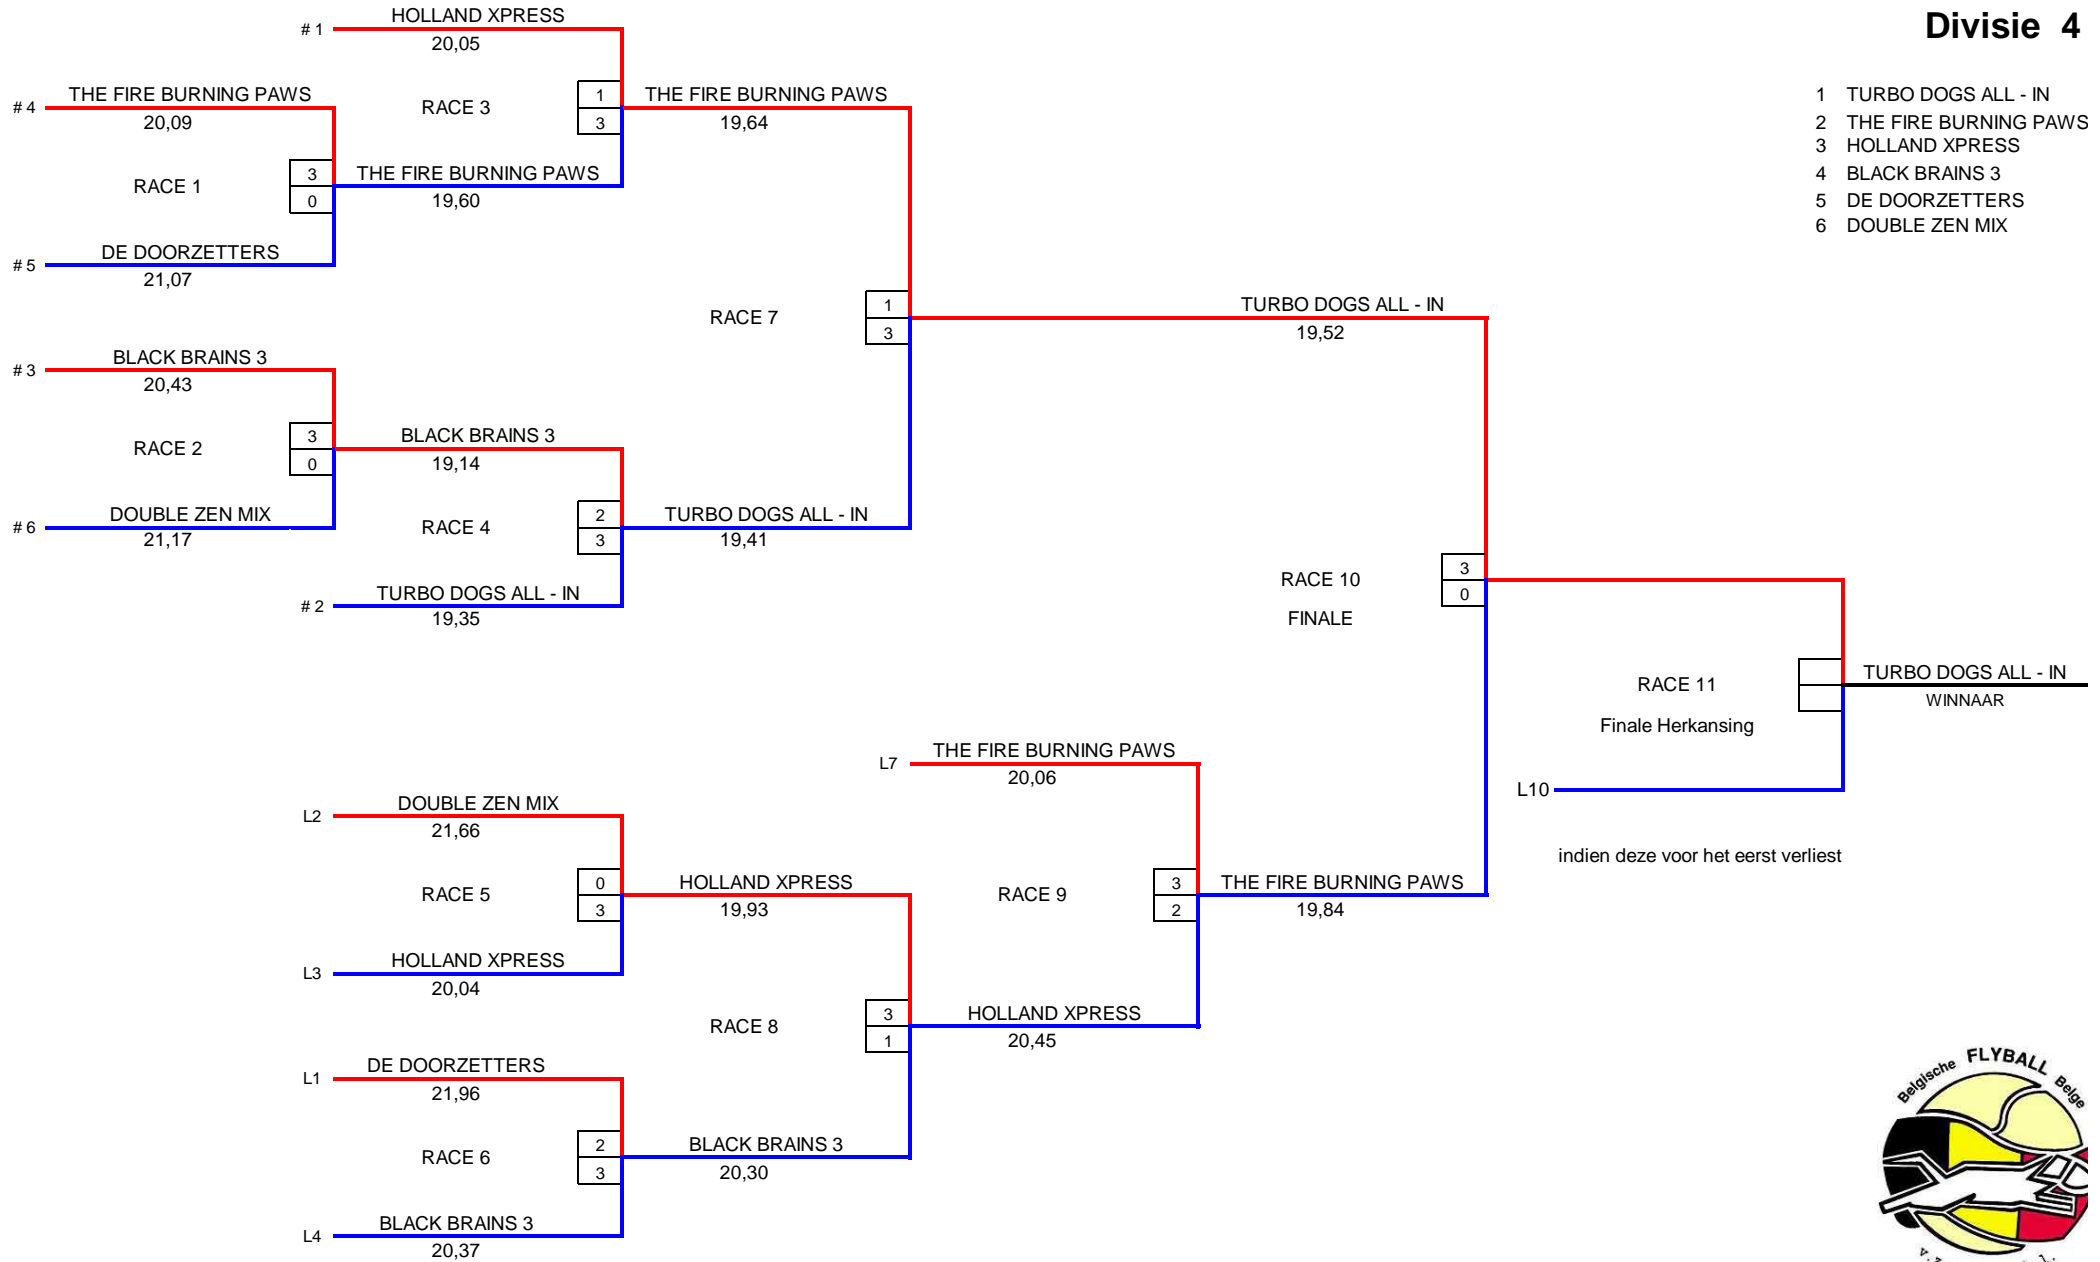 Divisie 4
1 TURBO DOGS ALL - IN
2 THE FIRE BURNING PAWS
3 HOLLAND XPRESS
4 BLACK BRAINS 3
5 DE DOORZETTERS
6 DOUBLE ZEN MIX
# 1 HOLLAND XPRESS
20,05
# 4 THE FIRE BURNING PAWS
20,09
RACE 3
1
3
THE FIRE BURNING PAWS
19,64
RACE 1
3
0
THE FIRE BURNING PAWS
19,60
# 5 DE DOORZETTERS
21,07
RACE 7
1
3
TURBO DOGS ALL - IN
19,52
# 3 BLACK BRAINS 3
20,43
RACE 2
3
0
BLACK BRAINS 3
19,14
# 6 DOUBLE ZEN MIX
21,17
RACE 4
2
3
TURBO DOGS ALL - IN
19,41
# 2 TURBO DOGS ALL - IN
19,35
RACE 10
FINALE
3
0
RACE 11
Finale Herkansing
TURBO DOGS ALL - IN
WINNAAR
L10
indien deze voor het eerst verliest
L7 THE FIRE BURNING PAWS
20,06
L2 DOUBLE ZEN MIX
21,66
RACE 5
0
3
HOLLAND XPRESS
19,93
L3 HOLLAND XPRESS
20,04
RACE 9
3
2
THE FIRE BURNING PAWS
19,84
RACE 8
3
1
HOLLAND XPRESS
20,45
L1 DE DOORZETTERS
21,96
RACE 6
2
3
BLACK BRAINS 3
20,30
L4 BLACK BRAINS 3
20,37
Belgische FLYBALL Belge